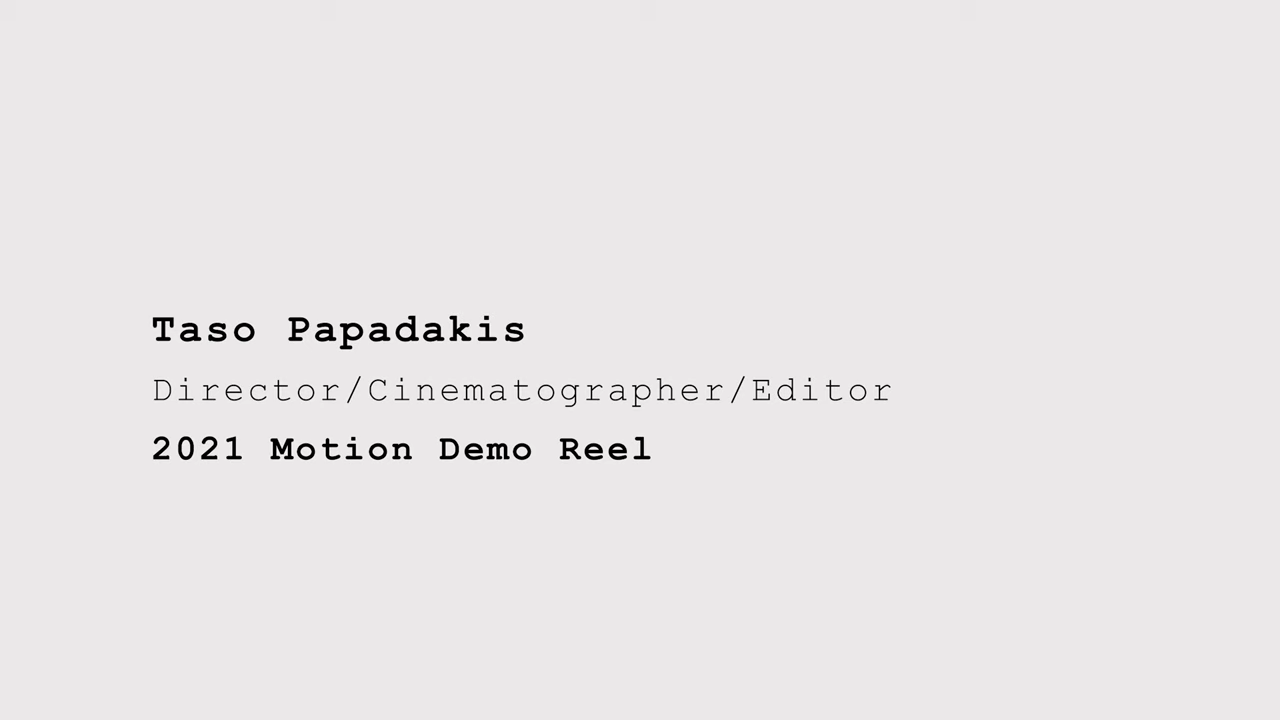 Taso Papadakis
Director/Cinematographer/Editor
2021 Motion Demo Reel